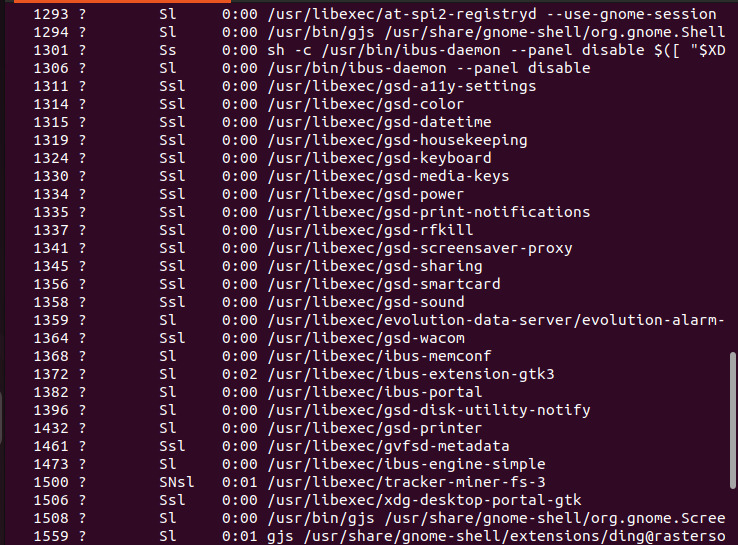 1293 ? Sl 0:00 /usr/libexec/at-spi2-registryd --use-gnome-session
1294 ? Sl 0:00 /usr/bin/gjs /usr/share/gnome-shell/org.gnome.Shell
1301 ? Ss 0:00 sh -c /usr/bin/ibus-daemon --panel disable $([ "$XD
1306 ? Sl 0:00 /usr/bin/ibus-daemon --panel disable
1311 ? Ssl 0:00 /usr/libexec/gsd-a11y-settings
1314 ? Ssl 0:00 /usr/libexec/gsd-color
1315 ? Ssl 0:00 /usr/libexec/gsd-datetime
1319 ? Ssl 0:00 /usr/libexec/gsd-housekeeping
1324 ? Ssl 0:00 /usr/libexec/gsd-keyboard
1330 ? Ssl 0:00 /usr/libexec/gsd-media-keys
1334 ? Ssl 0:00 /usr/libexec/gsd-power
1335 ? Ssl 0:00 /usr/libexec/gsd-print-notifications
1337 ? Ssl 0:00 /usr/libexec/gsd-rfkill
1341 ? Ssl 0:00 /usr/libexec/gsd-screensaver-proxy
1345 ? Ssl 0:00 /usr/libexec/gsd-sharing
1356 ? Ssl 0:00 /usr/libexec/gsd-smartcard
1358 ? Ssl 0:00 /usr/libexec/gsd-sound
1359 ? Sl 0:00 /usr/libexec/evolution-data-server/evolution-alarm-
1364 ? Ssl 0:00 /usr/libexec/gsd-wacom
1368 ? Sl 0:00 /usr/libexec/ibus-memconf
1372 ? Sl 0:02 /usr/libexec/ibus-extension-gtk3
1382 ? Sl 0:00 /usr/libexec/ibus-portal
1396 ? Sl 0:00 /usr/libexec/gsd-disk-utility-notify
1432 ? Sl 0:00 /usr/libexec/gsd-printer
1461 ? Ssl 0:00 /usr/libexec/gvfsd-metadata
1473 ? Sl 0:00 /usr/libexec/ibus-engine-simple
1500 ? SNsl 0:01 /usr/libexec/tracker-miner-fs-3
1506 ? Ssl 0:00 /usr/libexec/xdg-desktop-portal-gtk
1508 ? Sl 0:00 /usr/bin/gjs /usr/share/gnome-shell/org.gnome.Scree
1559 ? Sl 0:01 gjs /usr/share/gnome-shell/extensions/ding@rasterso